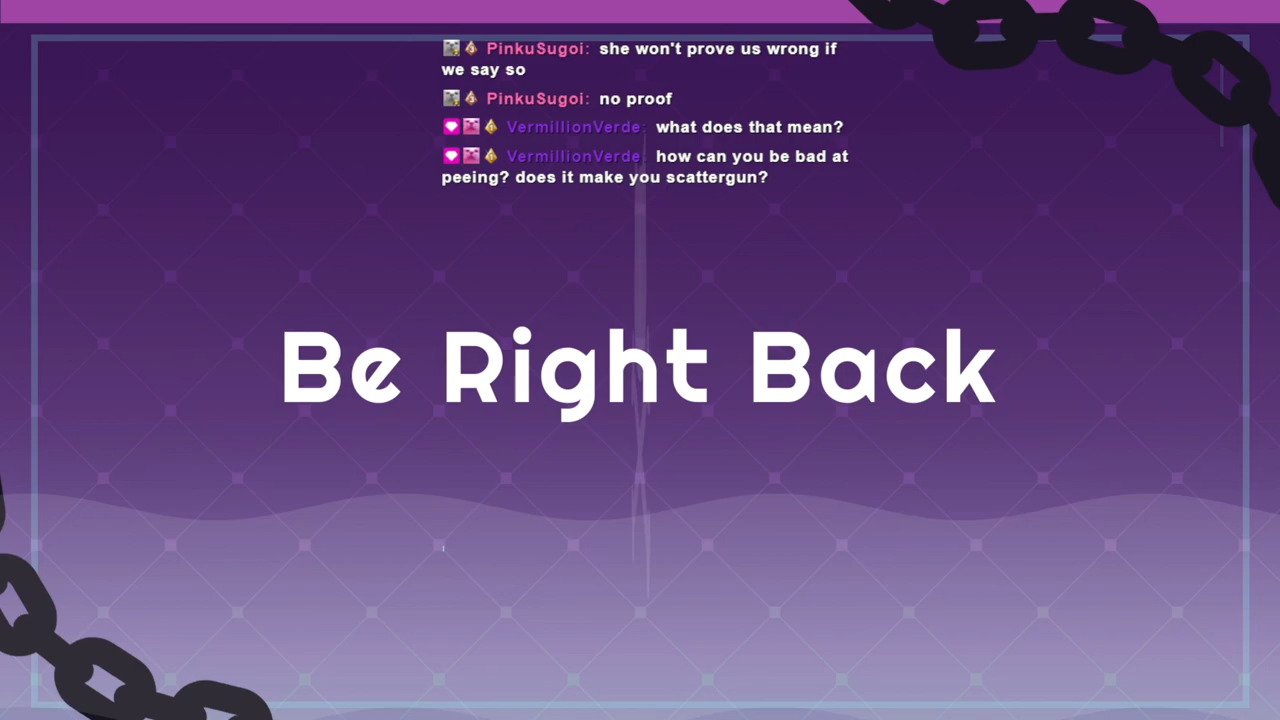 PinkuSugoi: she won't prove us wrong if
we say so
PinkuSugoi: no proof
VermillionVerde: what does that mean?
VermillionVerde: how can you be bad at
peeing? does it make you scattergun?
Be Right Back